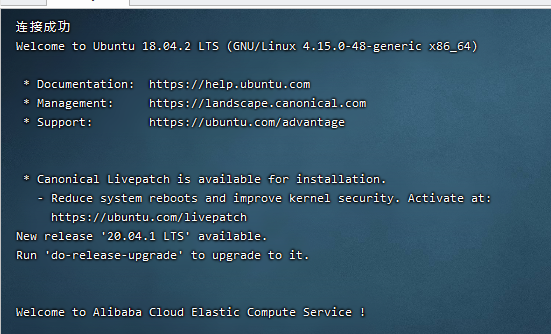 连接成功
Welcome to Ubuntu 18.04.2 LTS (GNU/Linux 4.15.0-48-generic x86_64)
* Documentation:  https://help.ubuntu.com
* Management:     https://landscape.canonical.com
* Support:        https://ubuntu.com/advantage
* Canonical Livepatch is available for installation.
- Reduce system reboots and improve kernel security. Activate at:
https://ubuntu.com/livepatch
New release '20.04.1 LTS' available.
Run 'do-release-upgrade' to upgrade to it.
Welcome to Alibaba Cloud Elastic Compute Service !